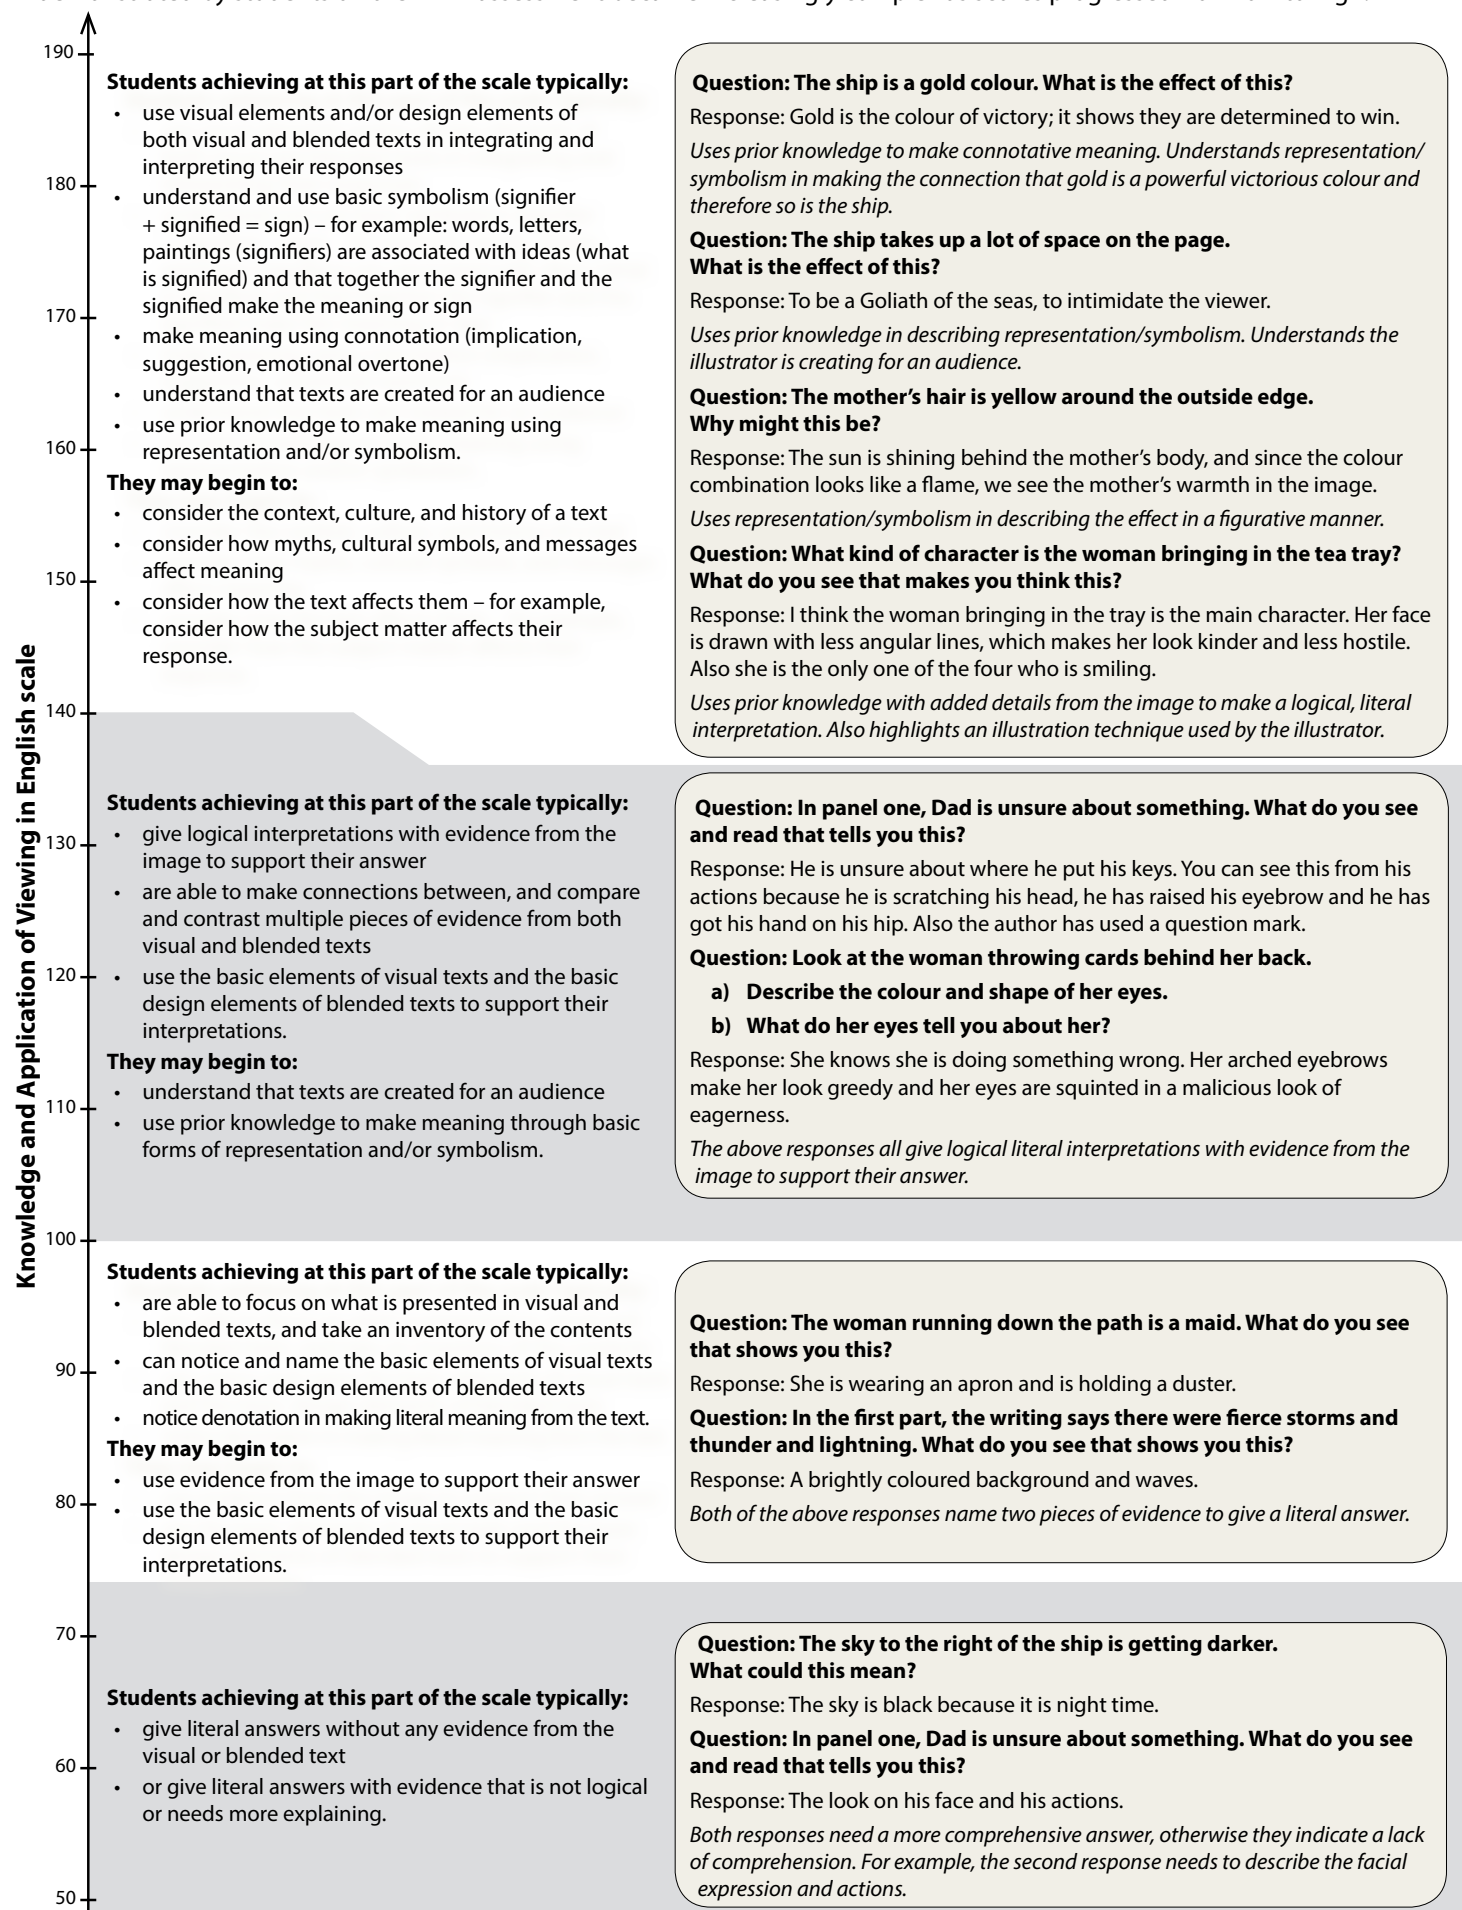 190
180
170
160
150
140
130
120
110
100
90
80
70
60
50
Knowledge and Application of Viewing in English scale
Students achieving at this part of the scale typically:
• use visual elements and/or design elements of
both visual and blended texts in integrating and
interpreting their responses
• understand and use basic symbolism (signifier
+ signified = sign) – for example: words, letters,
paintings (signifiers) are associated with ideas (what
is signified) and that together the signifier and the
signified make the meaning or sign
• make meaning using connotation (implication,
suggestion, emotional overtone)
• understand that texts are created for an audience
• use prior knowledge to make meaning using
representation and/or symbolism.
They may begin to:
• consider the context, culture, and history of a text
• consider how myths, cultural symbols, and messages
affect meaning
• consider how the text affects them – for example,
consider how the subject matter affects their
response.
Question: The ship is a gold colour. What is the effect of this?
Response: Gold is the colour of victory; it shows they are determined to win.
Uses prior knowledge to make connotative meaning. Understands representation/
symbolism in making the connection that gold is a powerful victorious colour and
therefore so is the ship.
Question: The ship takes up a lot of space on the page.
What is the effect of this?
Response: To be a Goliath of the seas, to intimidate the viewer.
Uses prior knowledge in describing representation/symbolism. Understands the
illustrator is creating for an audience.
Question: The mother’s hair is yellow around the outside edge.
Why might this be?
Response: The sun is shining behind the mother’s body, and since the colour
combination looks like a flame, we see the mother’s warmth in the image.
Uses representation/symbolism in describing the effect in a figurative manner.
Question: What kind of character is the woman bringing in the tea tray?
What do you see that makes you think this?
Response: I think the woman bringing in the tray is the main character. Her face
is drawn with less angular lines, which makes her look kinder and less hostile.
Also she is the only one of the four who is smiling.
Uses prior knowledge with added details from the image to make a logical, literal
interpretation. Also highlights an illustration technique used by the illustrator.
Students achieving at this part of the scale typically:
• give logical interpretations with evidence from the
image to support their answer
• are able to make connections between, and compare
and contrast multiple pieces of evidence from both
visual and blended texts
• use the basic elements of visual texts and the basic
design elements of blended texts to support their
interpretations.
They may begin to:
• understand that texts are created for an audience
• use prior knowledge to make meaning through basic
forms of representation and/or symbolism.
Question: In panel one, Dad is unsure about something. What do you see
and read that tells you this?
Response: He is unsure about where he put his keys. You can see this from his
actions because he is scratching his head, he has raised his eyebrow and he has
got his hand on his hip. Also the author has used a question mark.
Question: Look at the woman throwing cards behind her back.
a) Describe the colour and shape of her eyes.
b) What do her eyes tell you about her?
Response: She knows she is doing something wrong. Her arched eyebrows
make her look greedy and her eyes are squinted in a malicious look of
eagerness.
The above responses all give logical literal interpretations with evidence from the
image to support their answer.
Students achieving at this part of the scale typically:
• are able to focus on what is presented in visual and
blended texts, and take an inventory of the contents
• can notice and name the basic elements of visual texts
and the basic design elements of blended texts
• notice denotation in making literal meaning from the text.
They may begin to:
• use evidence from the image to support their answer
• use the basic elements of visual texts and the basic
design elements of blended texts to support their
interpretations.
Question: The woman running down the path is a maid. What do you see
that shows you this?
Response: She is wearing an apron and is holding a duster.
Question: In the first part, the writing says there were fierce storms and
thunder and lightning. What do you see that shows you this?
Response: A brightly coloured background and waves.
Both of the above responses name two pieces of evidence to give a literal answer.
Students achieving at this part of the scale typically:
• give literal answers without any evidence from the
visual or blended text
• or give literal answers with evidence that is not logical
or needs more explaining.
Question: The sky to the right of the ship is getting darker.
What could this mean?
Response: The sky is black because it is night time.
Question: In panel one, Dad is unsure about something. What do you see
and read that tells you this?
Response: The look on his face and his actions.
Both responses need a more comprehensive answer, otherwise they indicate a lack
of comprehension. For example, the second response needs to describe the facial
expression and actions.